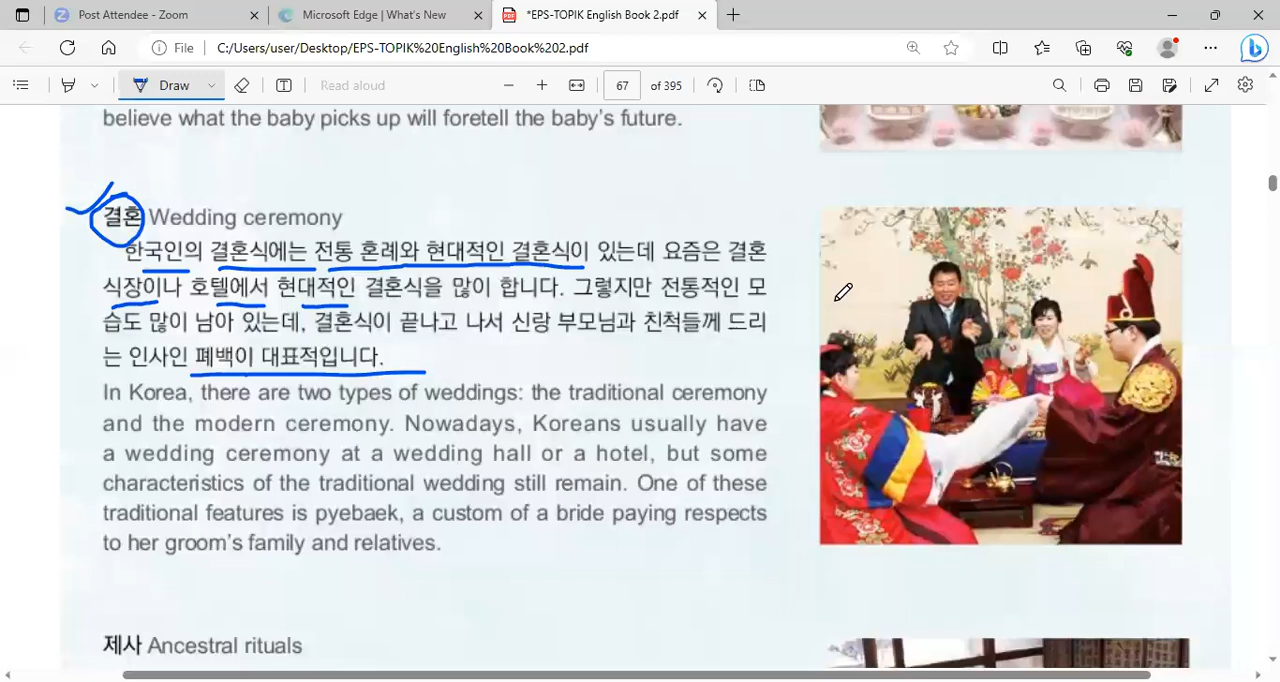 Post Attendee - Zoom
Microsoft Edge | What's New
*EPS-TOPIK English Book 2.pdf
File
C:/Users/user/Desktop/EPS-TOPIK%20English%20Book%202.pdf
Draw
Read aloud
67
of 395
believe what the baby picks up will foretell the baby's future.
결혼 Wedding ceremony
한국인의 결혼식에는 전통 혼례와 현대적인 결혼식이 있는데 요즘은 결혼
식장이나 호텔에서 현대적인 결혼식을 많이 합니다. 그렇지만 전통적인 모
습도 많이 남아 있는데, 결혼식이 끝나고 나서 신랑 부모님과 친척들께 드리
는 인사인 폐백이 대표적입니다.
In Korea, there are two types of weddings: the traditional ceremony
and the modern ceremony. Nowadays, Koreans usually have
a wedding ceremony at a wedding hall or a hotel, but some
characteristics of the traditional wedding still remain. One of these
traditional features is pyebaek, a custom of a bride paying respects
to her groom's family and relatives.
제사 Ancestral rituals